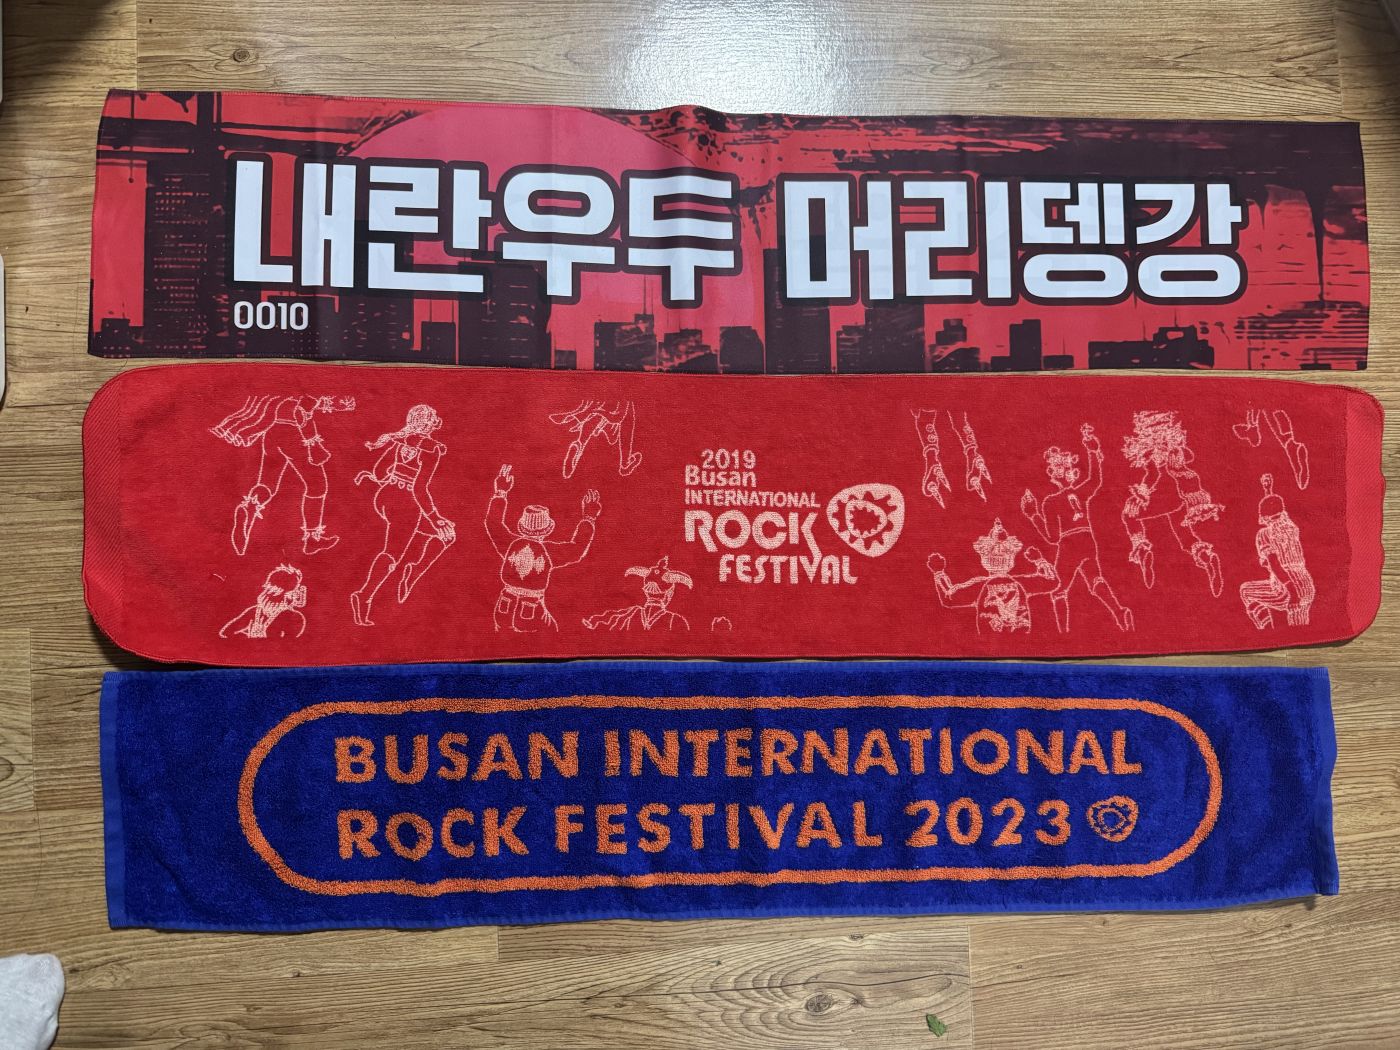 내란우두 머리뎅강
0010
2019
Busan
INTERNATIONAL
ROCK
FESTIVAL
BUSAN INTERNATIONAL
ROCK FESTIVAL 2023